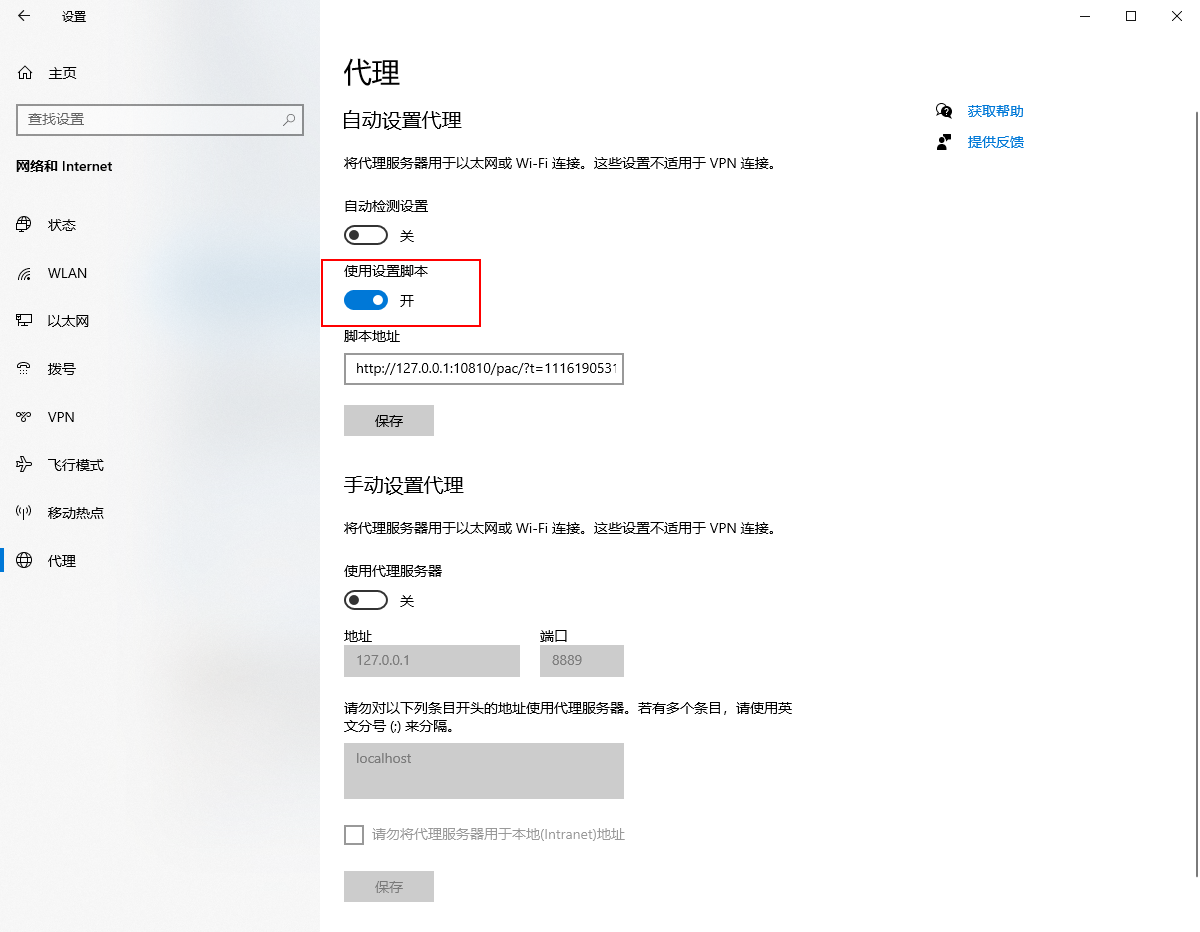 设置
主页
查找设置
网络和 Internet
状态
WLAN
以太网
拨号
VPN
飞行模式
移动热点
代理
代理
自动设置代理
将代理服务器用于以太网或 Wi-Fi 连接。这些设置不适用于 VPN 连接。
自动检测设置
关
使用设置脚本
开
脚本地址
http://127.0.0.1:10810/pac/?t=1116190531
保存
手动设置代理
将代理服务器用于以太网或 Wi-Fi 连接。这些设置不适用于 VPN 连接。
使用代理服务器
关
地址 端口
127.0.0.1 8889
请勿对以下列条目开头的地址使用代理服务器。若有多个条目，请使用英
文分号 (;) 来分隔。
localhost
请勿将代理服务器用于本地(Intranet)地址
保存
获取帮助
提供反馈